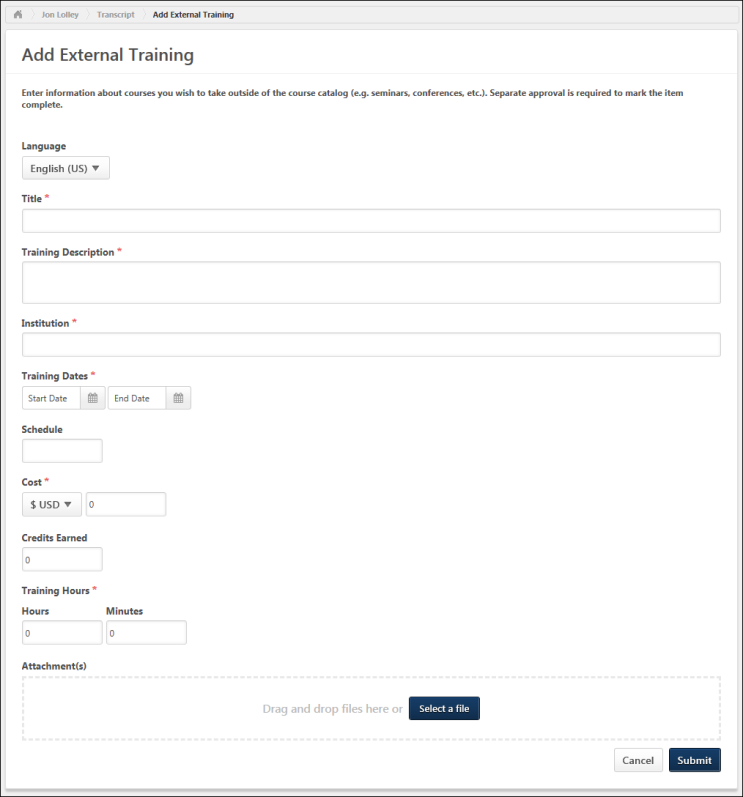 Jon Lolley Transcript Add External Training
Add External Training
Enter information about courses you wish to take outside of the course catalog (e.g. seminars, conferences, etc.). Separate approval is required to mark the item
complete.
Language
English (US)
Title *
Training Description *
Institution *
Training Dates *
Start Date End Date
Schedule
Cost *
$ USD 0
Credits Earned
0
Training Hours *
Hours Minutes
0 0
Attachment(s)
Drag and drop files here or Select a file
Cancel Submit